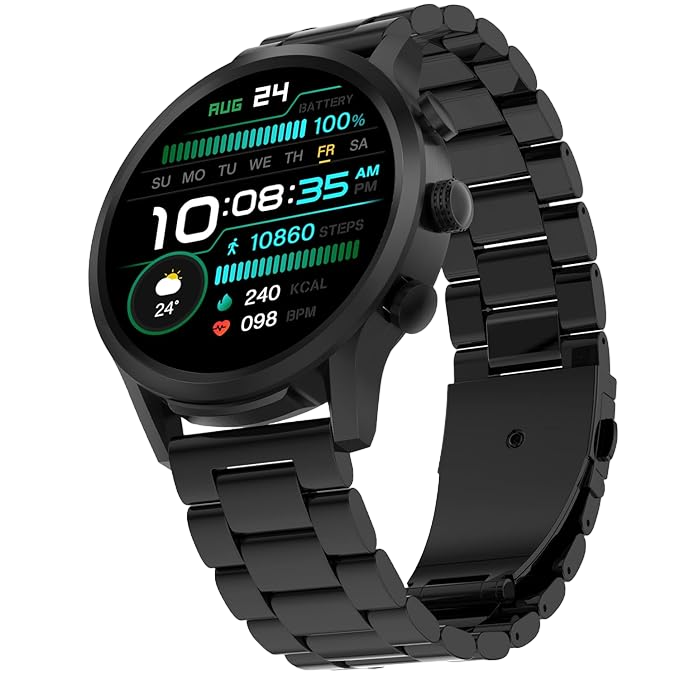 AUG 24
BATTERY
100%
SU MO TU WE TH FR SA
10:08:35 AM
PM
10860 STEPS
240 KCAL
24°
098 BPM